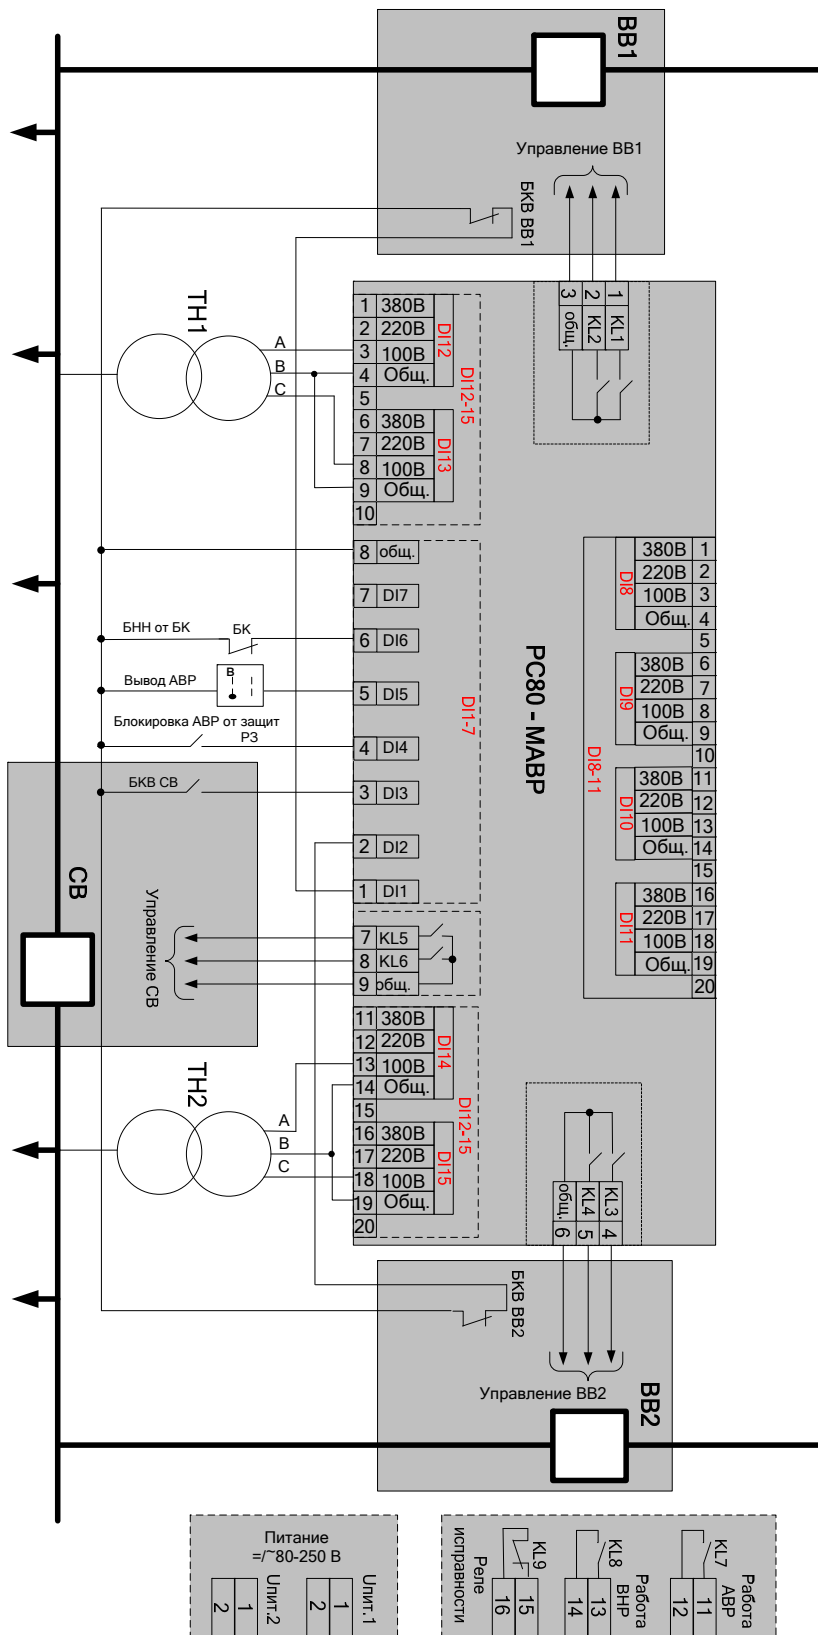 ВВ1
Управление ВВ1
БКВ ВВ1
3 общ.
2 KL2
1 KL1
ТН1
A
B
C
1 380В
2 220В
3 100В
4 Общ.
5
DI12
6 380В
7 220В
8 100В
9 Общ.
10
DI13
DI12-15
8 общ.
7 DI7
6 DI6
5 DI5
4 DI4
3 DI3
2 DI2
1 DI1
DI1-7
БНН от БК
БК
Вывод АВР
В
Блокировка АВР от защит
РЗ
БКВ СВ
РС80 - МАВР
380В 1
220В 2
100В 3
Общ. 4
5
DI8
380В 6
220В 7
100В 8
Общ. 9
10
DI9
380В 11
220В 12
100В 13
Общ. 14
15
DI10
380В 16
220В 17
100В 18
Общ. 19
20
DI11
DI8-11
СВ
Управление СВ
7 KL5
8 KL6
9 общ.
ТН2
A
B
C
11 380В
12 220В
13 100В
14 Общ.
15
DI14
16 380В
17 220В
18 100В
19 Общ.
20
DI15
DI12-15
общ. 6
KL4 5
KL3 4
БКВ ВВ2
Управление ВВ2
ВВ2
Питание
=/~80-250 В
Uпит.1
1
2
Uпит.2
1
2
Работа
АВР
KL7
11
12
Работа
ВНР
KL8
13
14
Реле
исправности
KL9
15
16